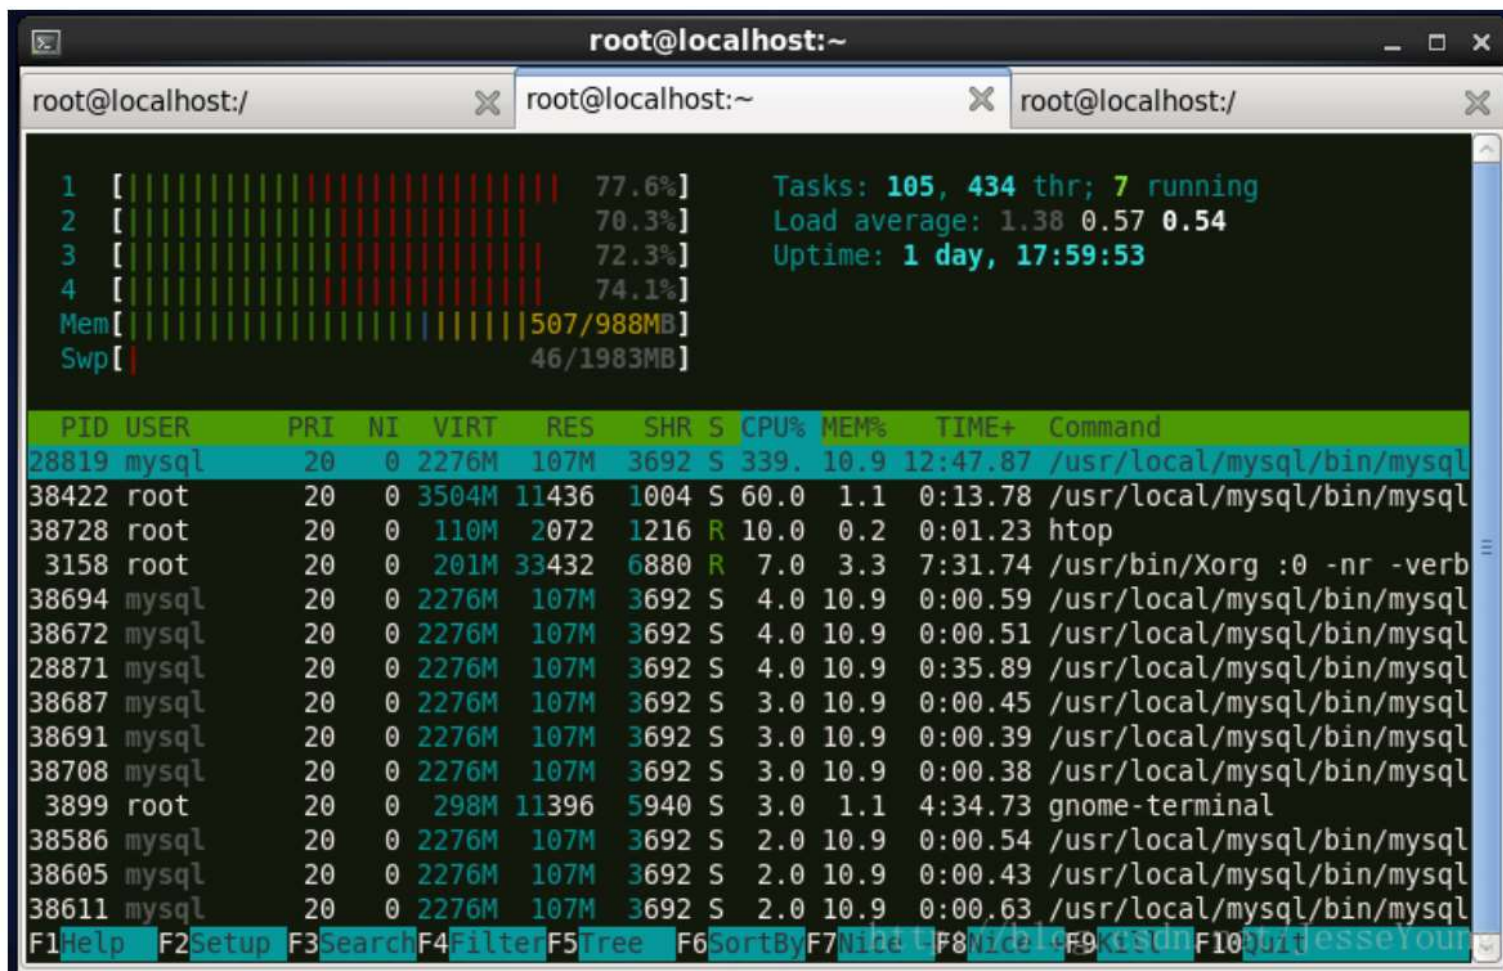 root@localhost:~
root@localhost:/ root@localhost:~ root@localhost:/
1 [|||||||||||||||||||||||||||77.6%] Tasks: 105, 434 thr; 7 running
2 [|||||||||||||||||||||||||70.3%] Load average: 1.38 0.57 0.54
3 [||||||||||||||||||||||||||72.3%] Uptime: 1 day, 17:59:53
4 [||||||||||||||||||||||||||74.1%]
Mem[|||||||||||||||||||||||||507/988MB]
Swp[| 46/1983MB]
PID USER PRI NI VIRT RES SHR S CPU% MEM% TIME+ Command
28819 mysql 20 0 2276M 107M 3692 S 339. 10.9 12:47.87 /usr/local/mysql/bin/mysql
38422 root 20 0 3504M 11436 1004 S 60.0 1.1 0:13.78 /usr/local/mysql/bin/mysql
38728 root 20 0 110M 2072 1216 R 10.0 0.2 0:01.23 htop
3158 root 20 0 201M 33432 6880 R 7.0 3.3 7:31.74 /usr/bin/Xorg :0 -nr -verb
38694 mysql 20 0 2276M 107M 3692 S 4.0 10.9 0:00.59 /usr/local/mysql/bin/mysql
38672 mysql 20 0 2276M 107M 3692 S 4.0 10.9 0:00.51 /usr/local/mysql/bin/mysql
28871 mysql 20 0 2276M 107M 3692 S 4.0 10.9 0:35.89 /usr/local/mysql/bin/mysql
38687 mysql 20 0 2276M 107M 3692 S 3.0 10.9 0:00.45 /usr/local/mysql/bin/mysql
38691 mysql 20 0 2276M 107M 3692 S 3.0 10.9 0:00.39 /usr/local/mysql/bin/mysql
38708 mysql 20 0 2276M 107M 3692 S 3.0 10.9 0:00.38 /usr/local/mysql/bin/mysql
3899 root 20 0 298M 11396 5940 S 3.0 1.1 4:34.73 gnome-terminal
38586 mysql 20 0 2276M 107M 3692 S 2.0 10.9 0:00.54 /usr/local/mysql/bin/mysql
38605 mysql 20 0 2276M 107M 3692 S 2.0 10.9 0:00.43 /usr/local/mysql/bin/mysql
38611 mysql 20 0 2276M 107M 3692 S 2.0 10.9 0:00.63 /usr/local/mysql/bin/mysql
F1Help F2Setup F3SearchF4FilterF5Tree F6SortByF7Nice -F8Nice +F9Kill F10Quit